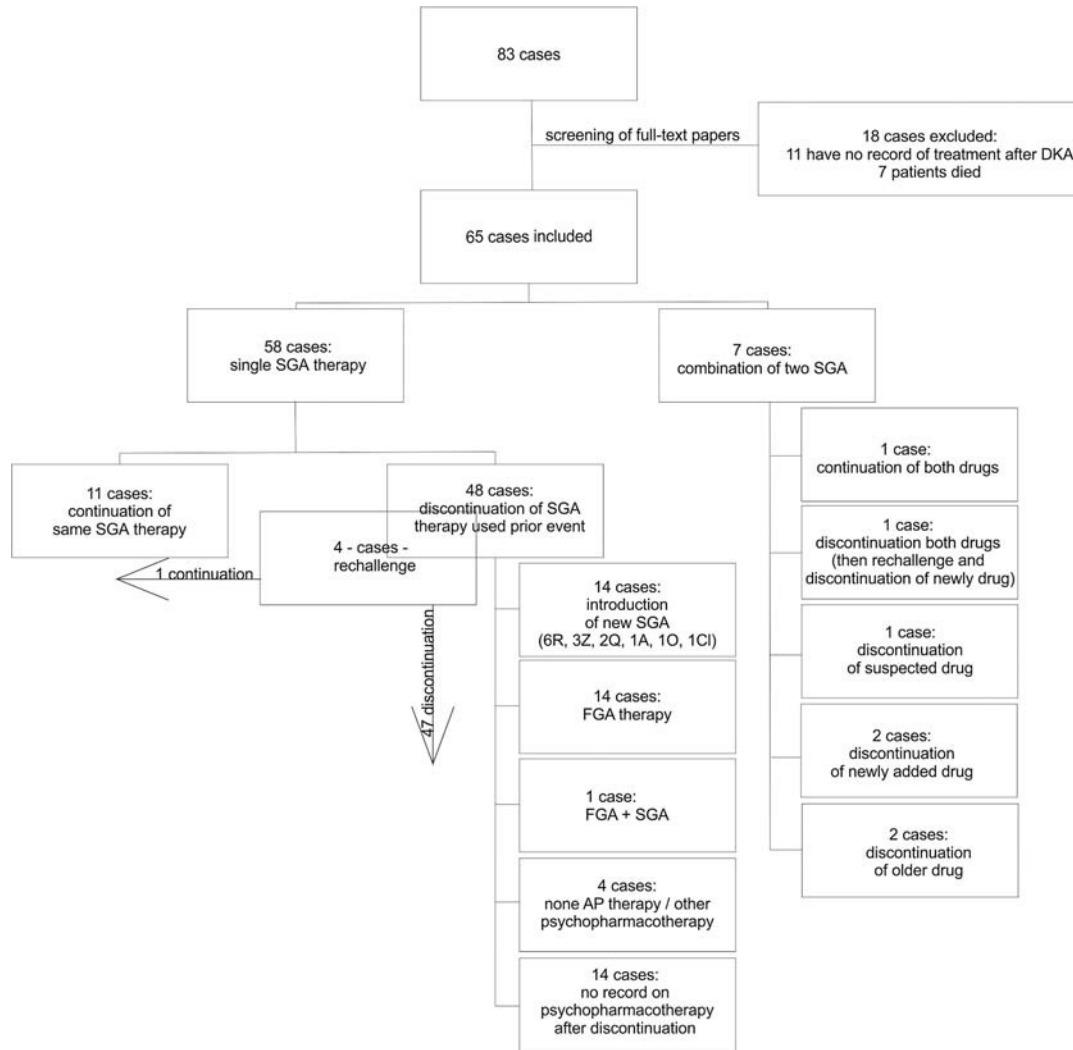 83 cases
screening of full-text papers
18 cases excluded:
11 have no record of treatment after DKA
7 patients died
65 cases included
58 cases:
single SGA therapy
7 cases:
combination of two SGA
11 cases:
continuation of
same SGA therapy
48 cases:
discontinuation of SGA
therapy used prior event
4 - cases -
rechallenge
1 continuation
47 discontinuation
14 cases:
introduction
of new SGA
(6R, 3Z, 2Q, 1A, 1O, 1Cl)
14 cases:
FGA therapy
1 case:
FGA + SGA
4 cases:
none AP therapy / other
psychopharmacotherapy
14 cases:
no record on
psychopharmacotherapy
after discontinuation
1 case:
continuation of both drugs
1 case:
discontinuation both drugs
(then rechallenge and
discontinuation of newly drug)
1 case:
discontinuation
of suspected drug
2 cases:
discontinuation
of newly added drug
2 cases:
discontinuation
of older drug